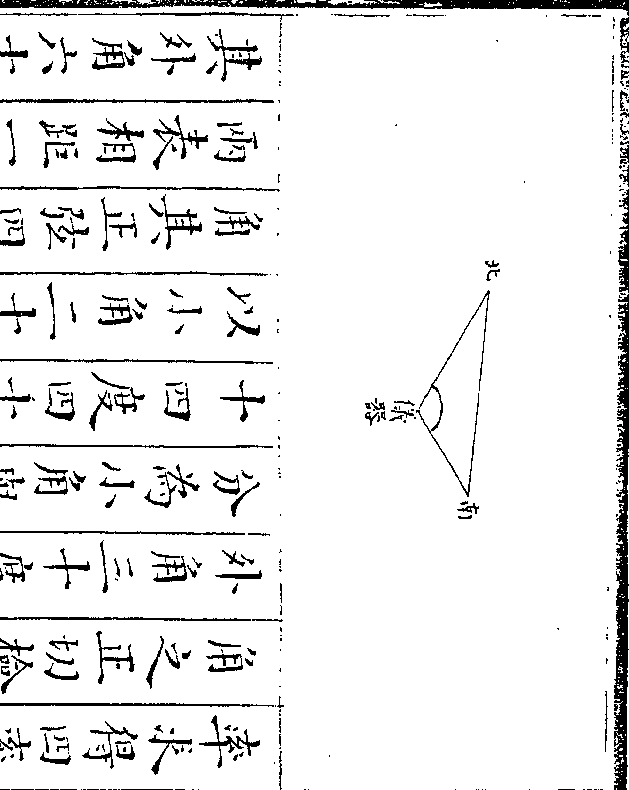 南
儀器
北
率求得四率
角之正切檢
外角三十度
分為小角
十四度四十
以小角二十
角其正弦四
兩表相距一
其外角六十